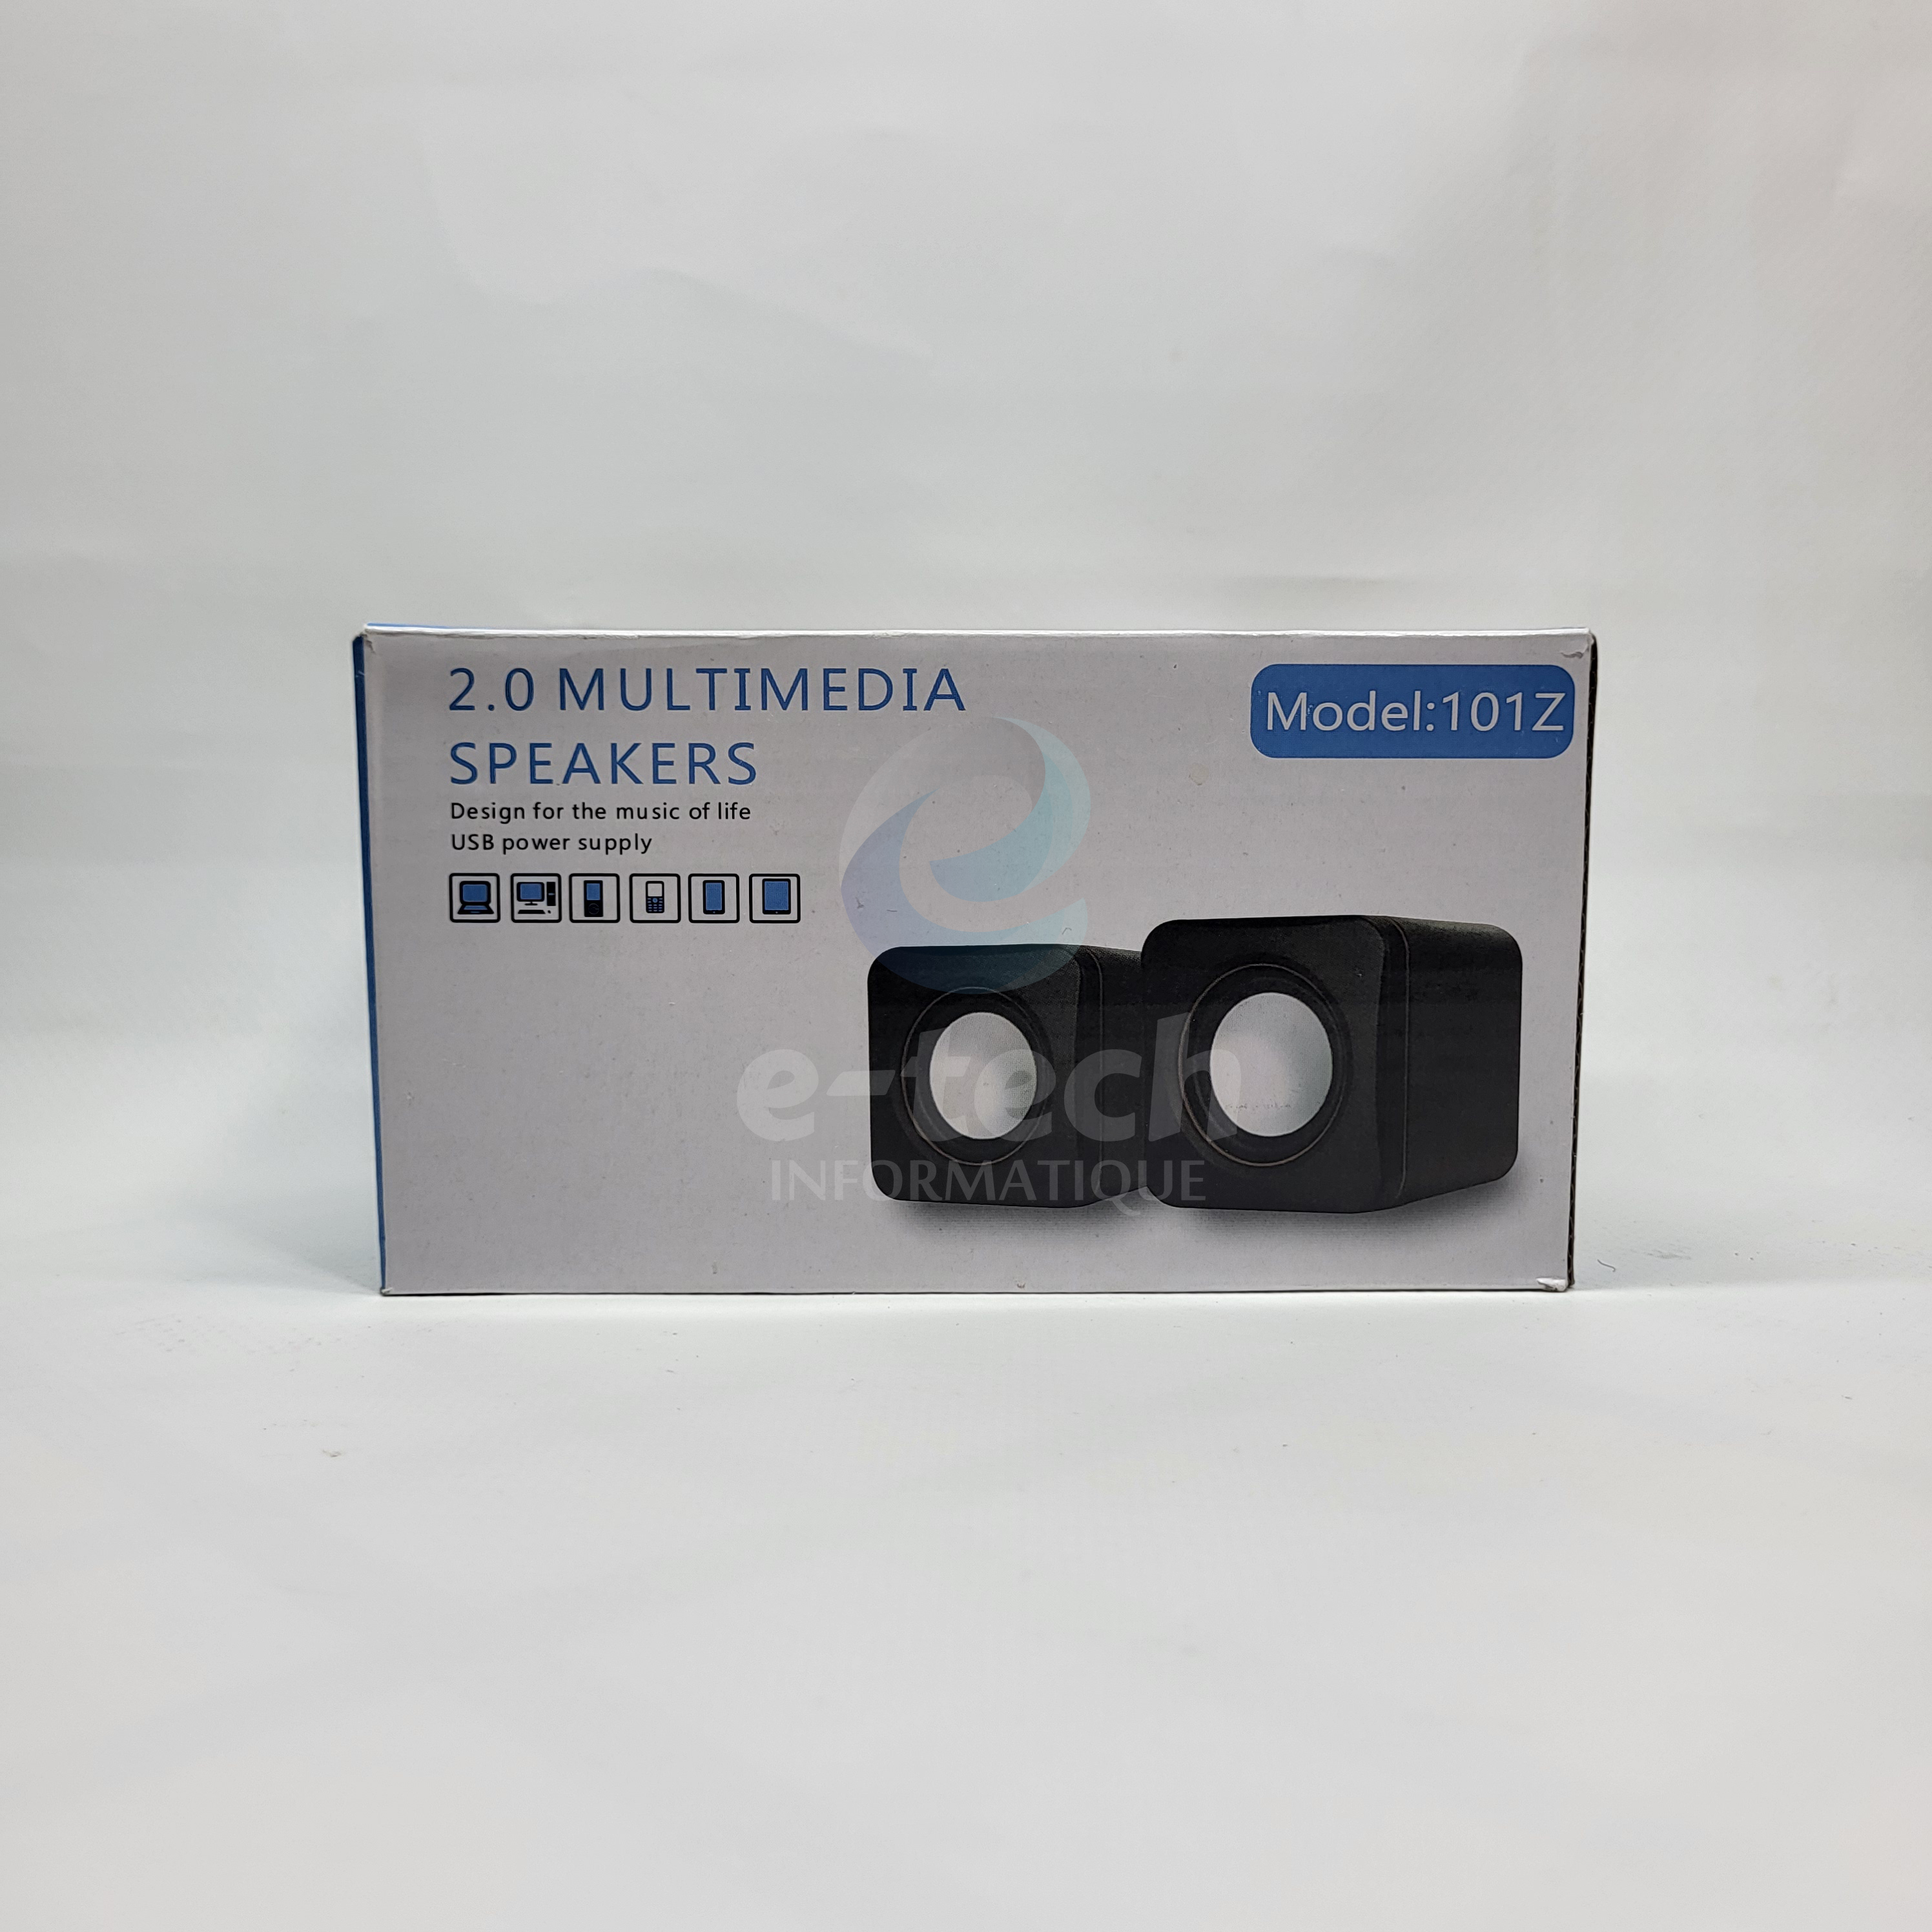 2.0 MULTIMEDIA
SPEAKERS
Design for the music of life
USB power supply
Model:101Z
e-tech
INFORMATIQUE